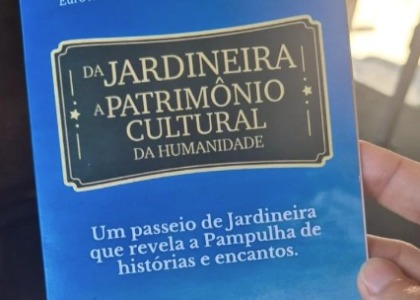 DA JARDINEIRA
A PATRIMÔNIO
CULTURAL
DA HUMANIDADE
Um passeio de Jardineira
que revela a Pampulha de
histórias e encantos.